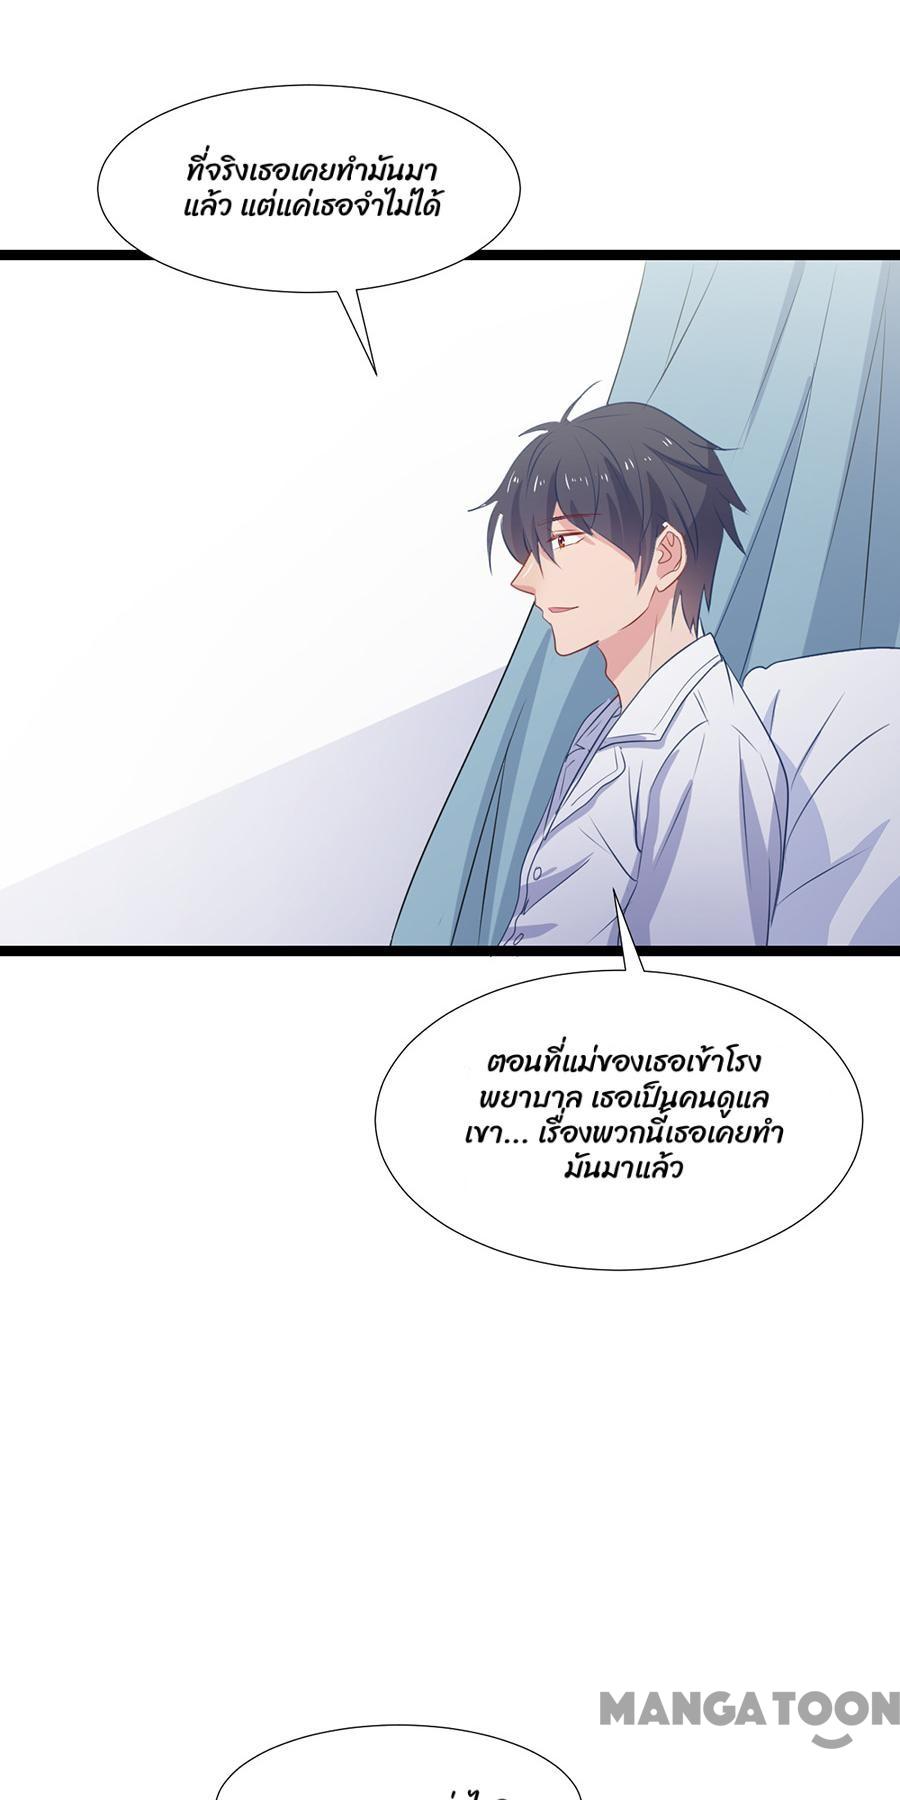 ที่จริงเธอเคยทำมันมา
แล้ว แต่แค่เธอจำไม่ได้
ตอนที่แม่ของเธอเข้าโรง
พยาบาล เธอเป็นคนดูแล
เขา... เรื่องพวกนี้เธอเคยทำ
มันมาแล้ว
MANGATOON